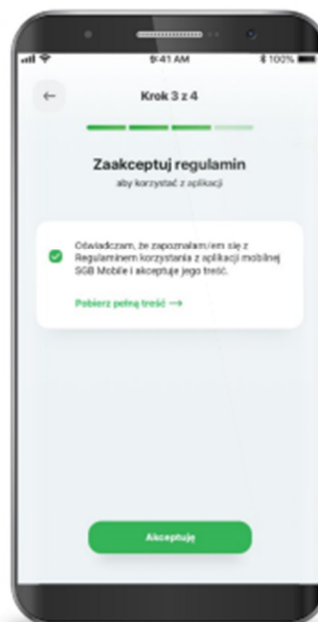 9:41 AM
100%
Krok 3 z 4
Zaakceptuj regulamin
aby korzystać z aplikacji
Oświadczam, że zapoznałam/em się z
Regulaminem korzystania z aplikacji mobilnej
SGB Mobile i akceptuje jego treść.
Pobierz pełną treść →
Akceptuję